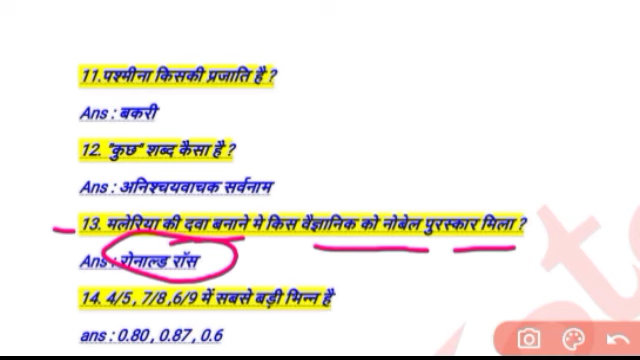 11.पश्मीना किसकी प्रजाति है ?
Ans : बकरी
12. "कुछ" शब्द कैसा है ?
Ans : अनिश्चयवाचक सर्वनाम
13. मलेरिया की दवा बनाने मे किस वैज्ञानिक को नोबेल पुरस्कार मिला ?
Ans : रोनाल्ड रॉस
14. 4/5 , 7/8 ,6/9 में सबसे बड़ी भिन्न है
ans : 0.80 , 0.87 , 0.6